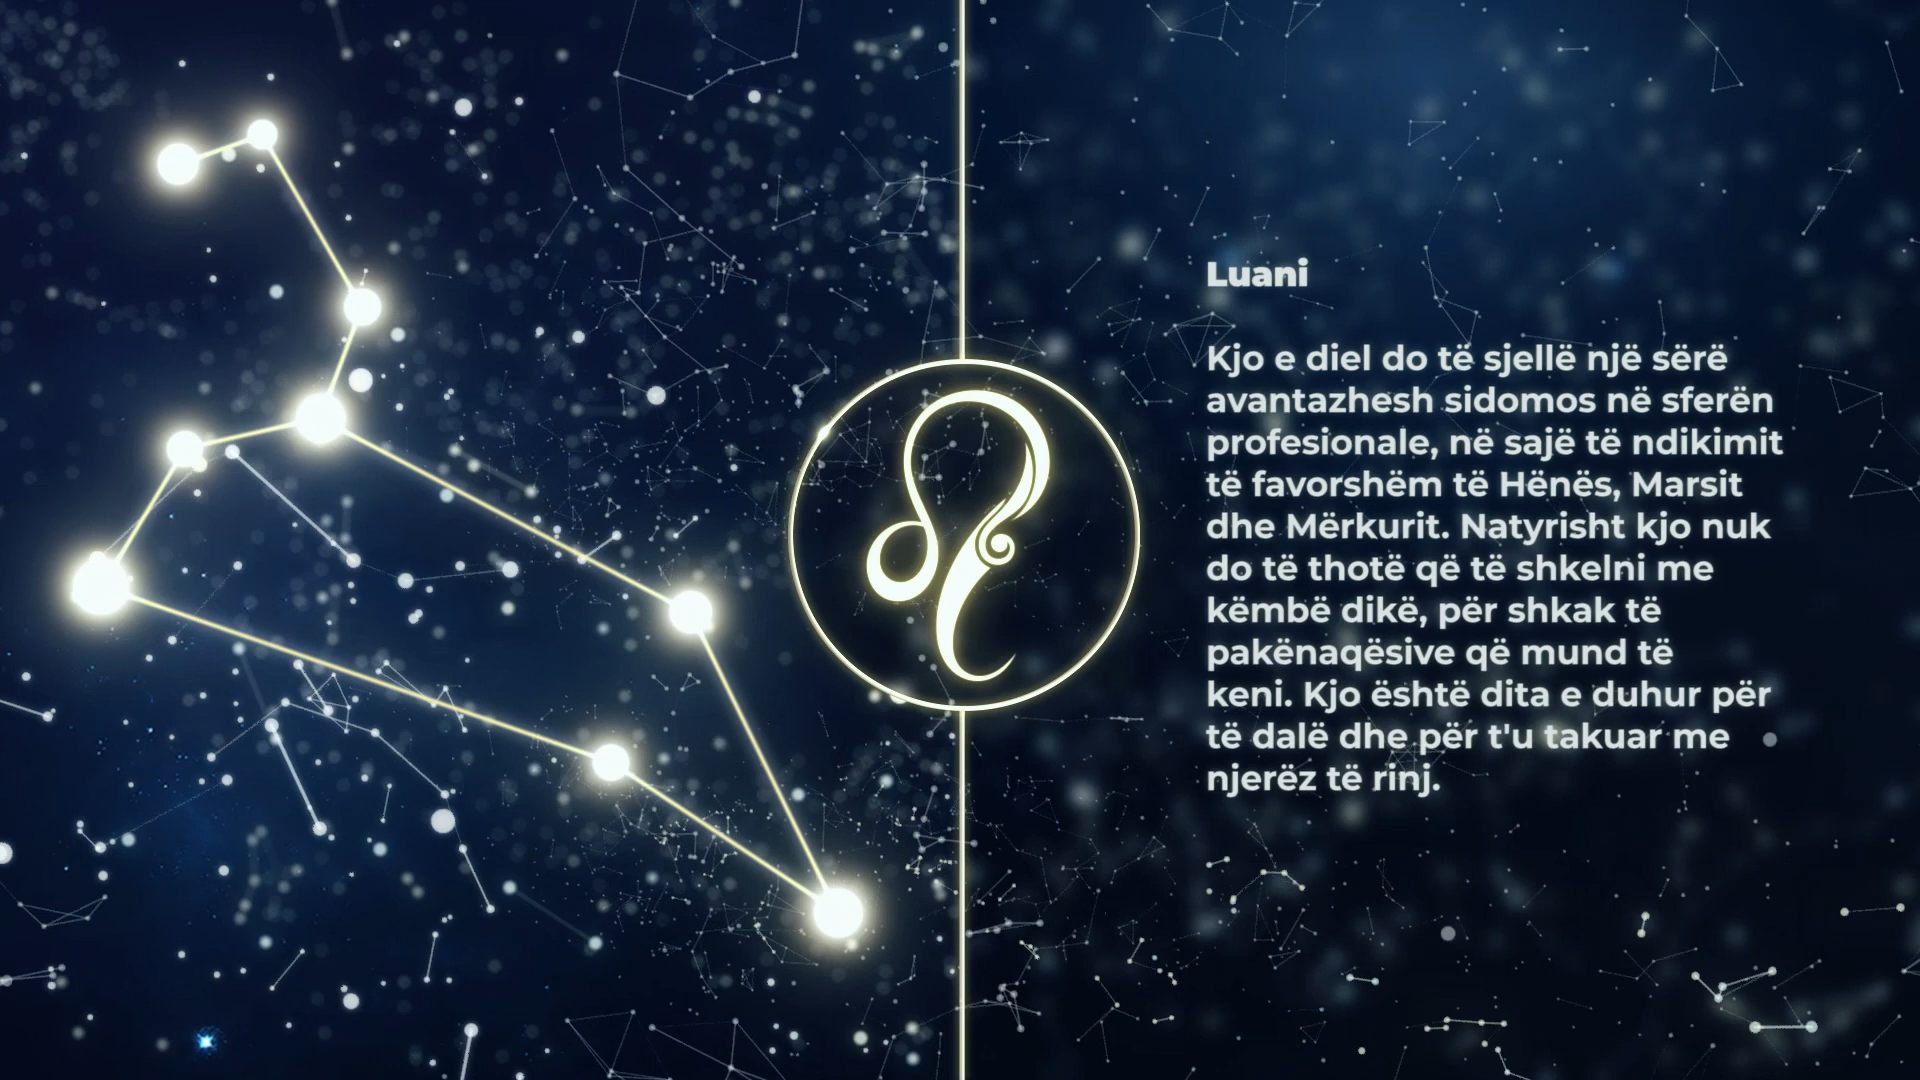 Luani
Kjo e diel do të sjellë një sërë
avantazhesh sidomos në sferën
profesionale, në sajë të ndikimit
të favorshëm të Hënës, Marsit
dhe Mërkurit. Natyrisht kjo nuk
do të thotë që të shkelni me
këmbë dikë, për shkak të
pakënaqësive që mund të
keni. Kjo është dita e duhur për
të dalë dhe për t'u takuar me
njerëz të rinj.